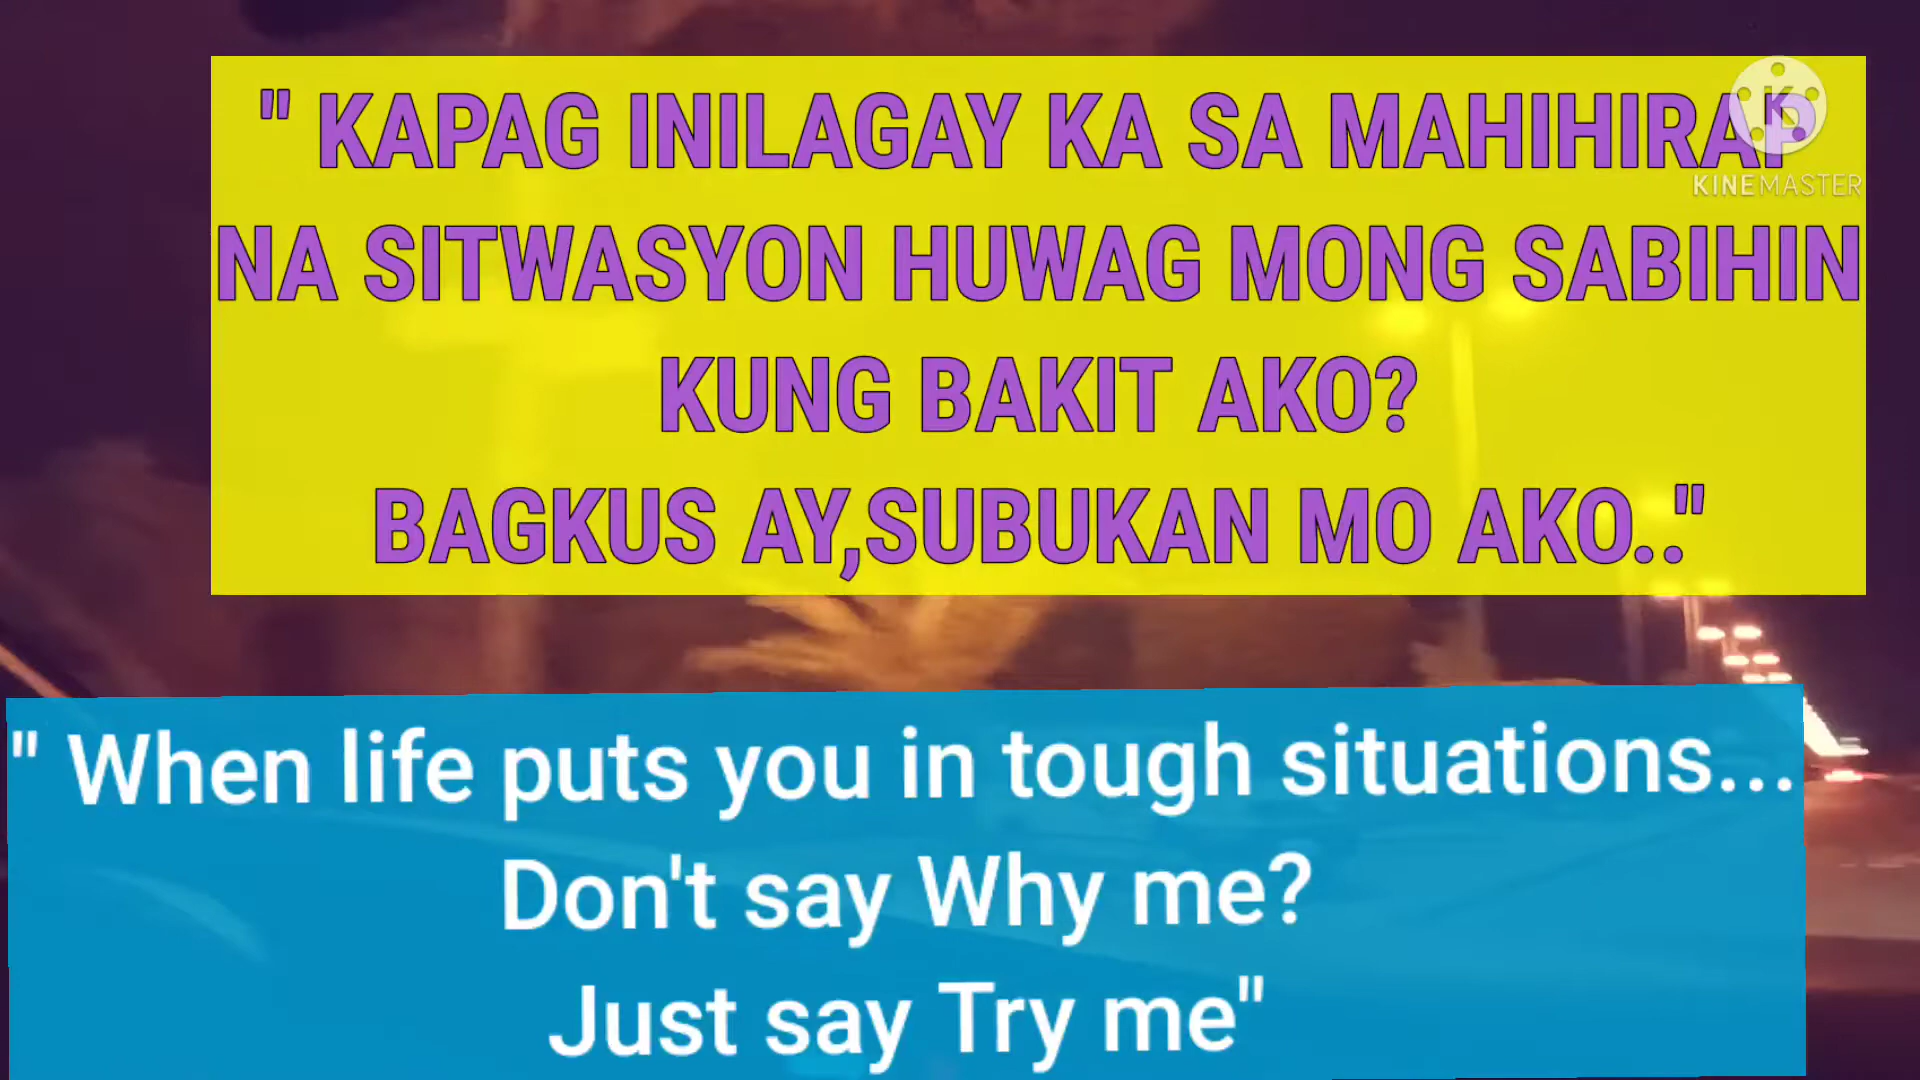 " KAPAG INILAGAY KA SA MAHIHIRAP
KINEMASTER
NA SITWASYON HUWAG MONG SABIHIN
KUNG BAKIT AKO?
BAGKUS AY,SUBUKAN MO AKO.."
" When life puts you in tough situations...
Don't say Why me?
Just say Try me"